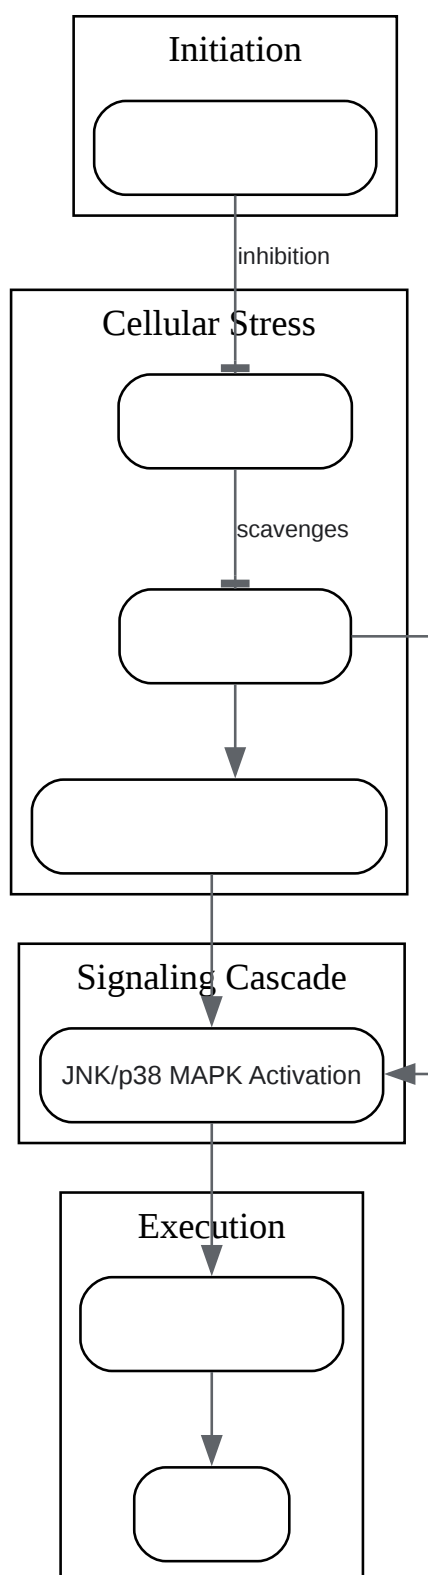 Initiation
inhibition
Cellular Stress
scavenges
Signaling Cascade
JNK/p38 MAPK Activation
Execution